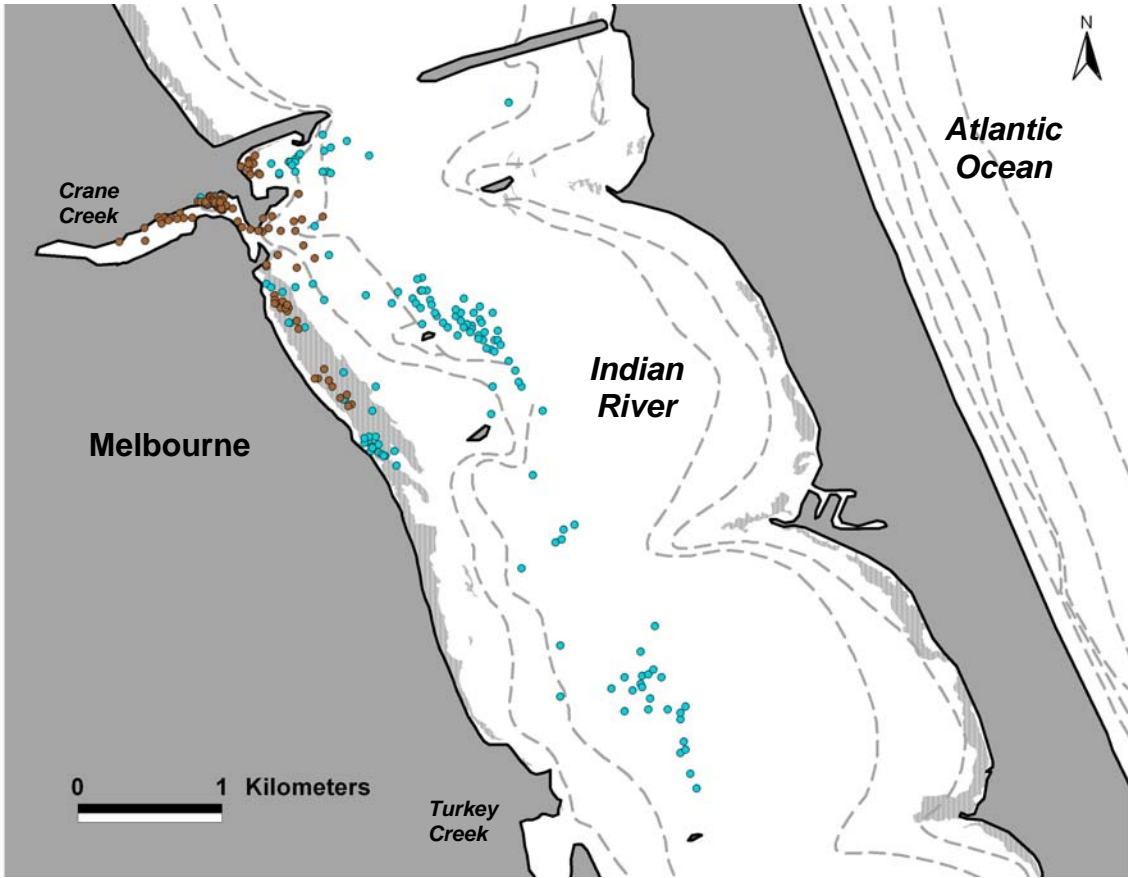 N
Atlantic
Ocean
Crane
Creek
Indian
River
Melbourne
0 1 Kilometers
Turkey
Creek